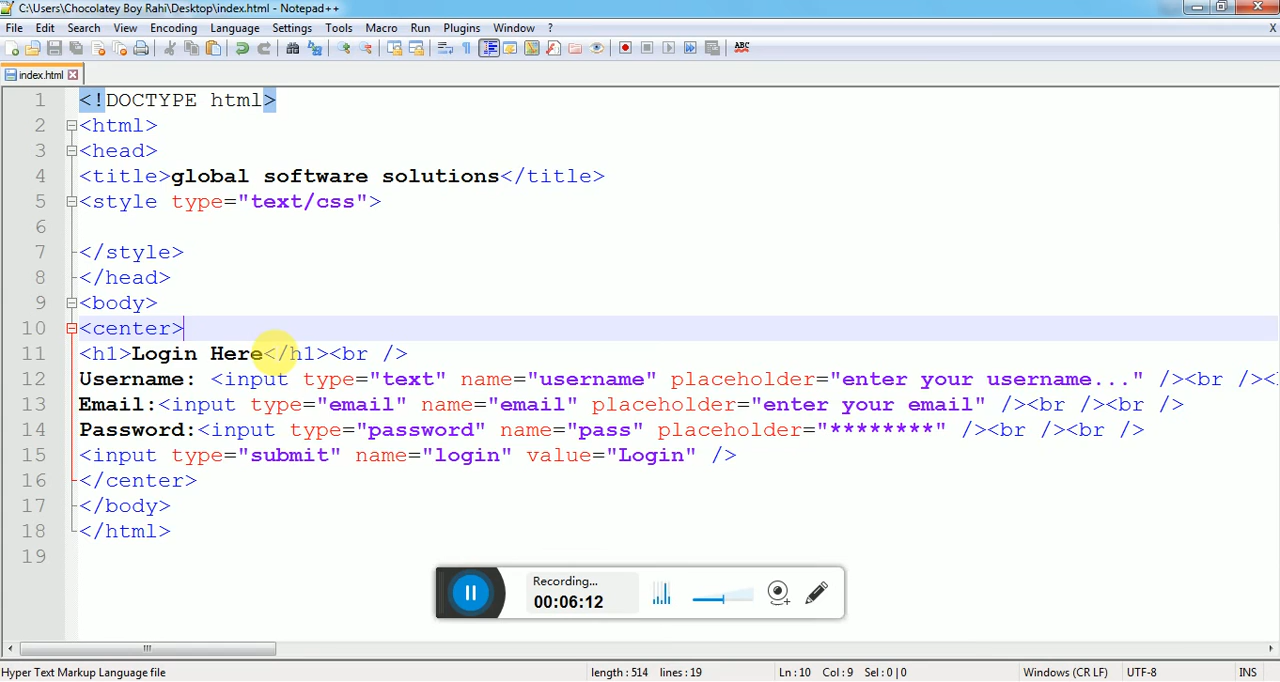 C:\Users\Chocolatey Boy Rahi\Desktop\index.html - Notepad++
File Edit Search View Encoding Language Settings Tools Macro Run Plugins Window ? X
ABC
index.html
1 <!DOCTYPE html>
2 <html>
3 <head>
4 <title>global software solutions</title>
5 <style type="text/css">
6
7 </style>
8 </head>
9 <body>
10 <center>
11 <h1>Login Here</h1><br />
12 Username: <input type="text" name="username" placeholder="enter your username..." /><br /><
13 Email:<input type="email" name="email" placeholder="enter your email" /><br /><br />
14 Password:<input type="password" name="pass" placeholder="********" /><br /><br />
15 <input type="submit" name="login" value="Login" />
16 </center>
17 </body>
18 </html>
19
Recording...
00:06:12
Hyper Text Markup Language file length : 514 lines : 19 Ln : 10 Col : 9 Sel : 0 | 0 Windows (CR LF) UTF-8 INS